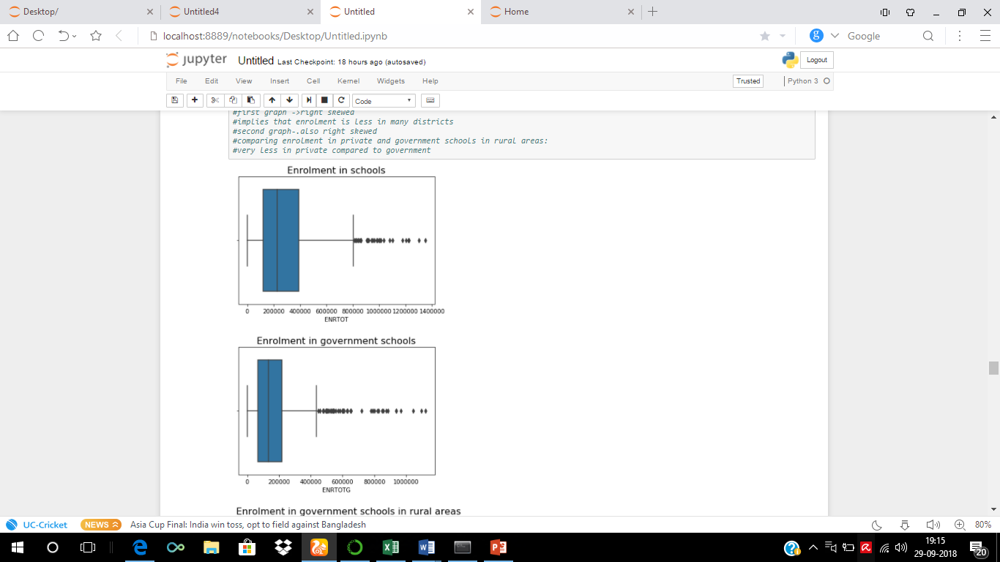 Desktop/
Untitled4
Untitled
Home
localhost:8889/notebooks/Desktop/Untitled.ipynb
g
Google
jupyter
Untitled Last Checkpoint: 18 hours ago (autosaved)
Logout
File Edit View Insert Cell Kernel Widgets Help
Trusted
Python 3
Code
#first graph ->right skewed
#implies that enrolment is less in many districts
#second graph-.also right skewed
#comparing enrolment in private and government schools in rural areas:
#very less in private compared to government
Enrolment in schools
0 200000 400000 600000 800000 1000000 1200000 1400000
ENRTOT
Enrolment in government schools
0 200000 400000 600000 800000 1000000
ENRTOTG
Enrolment in government schools in rural areas
UC-Cricket
NEWS
Asia Cup Final: India win toss, opt to field against Bangladesh
80%
19:15
29-09-2018
20